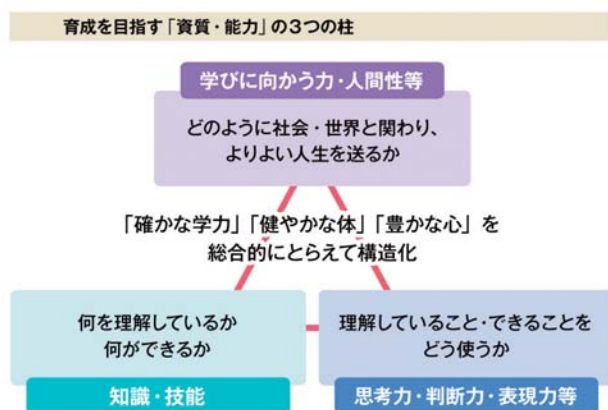 育成を目指す「資質・能力」の3つの柱
学びに向かう力・人間性等
どのように社会・世界と関わり、
よりよい人生を送るか
「確かな学力」「健やかな体」「豊かな心」を
総合的にとらえて構造化
何を理解しているか
何ができるか
知識・技能
理解していること・できることを
どう使うか
思考力・判断力・表現力等